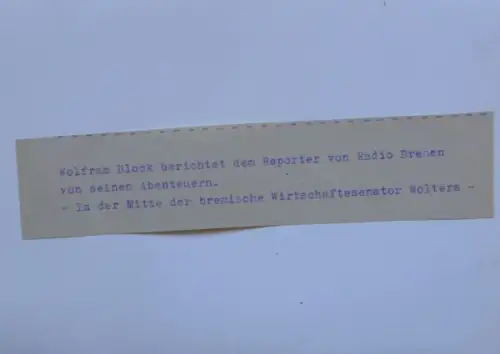 Wolfram Block berichtet dem Reporter von Radio Bremen
von seinen Abenteuern.
- In der Mitte der bremische Wirtschaftssenator Wolters -